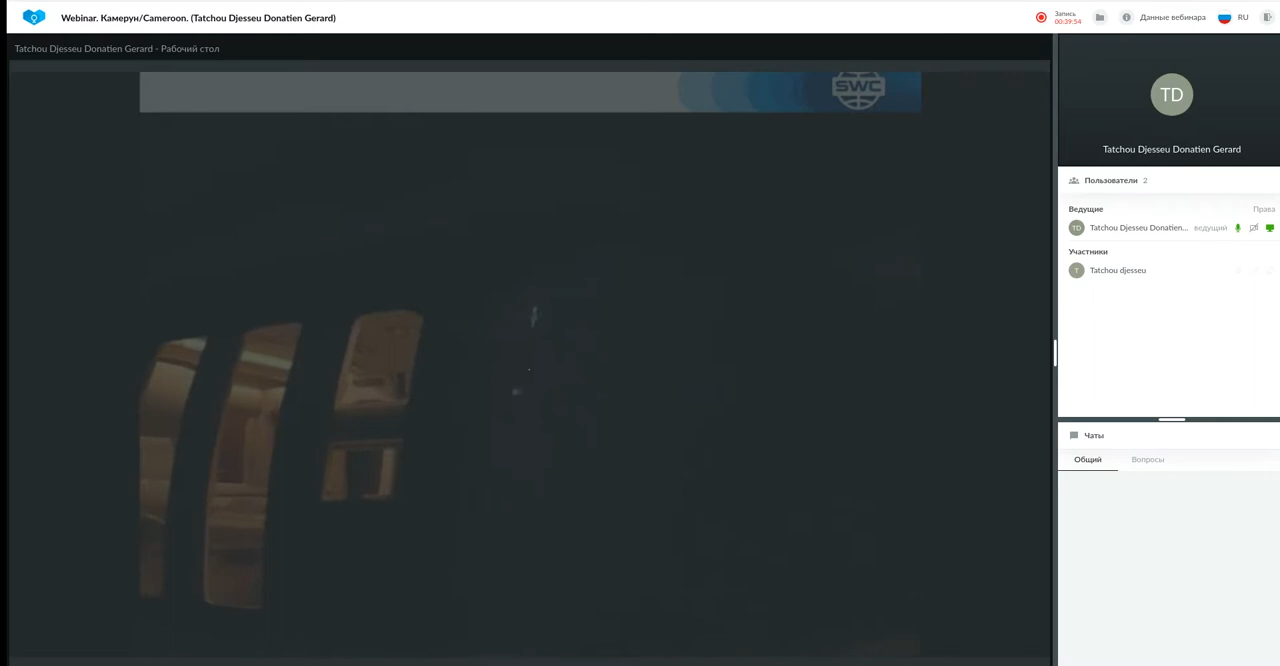 Webinar. Камерун/Cameroon. (Tatchou Djesseu Donatien Gerard)
Запись
00:39:54
Данные вебинара
RU
Tatchou Djesseu Donatien Gerard - Рабочий стол
SWC
TD
Tatchou Djesseu Donatien Gerard
Пользователи 2
Ведущие Права
TD Tatchou Djesseu Donatien... ведущий
Участники
T Tatchou djesseu
Чаты
Общий Вопросы